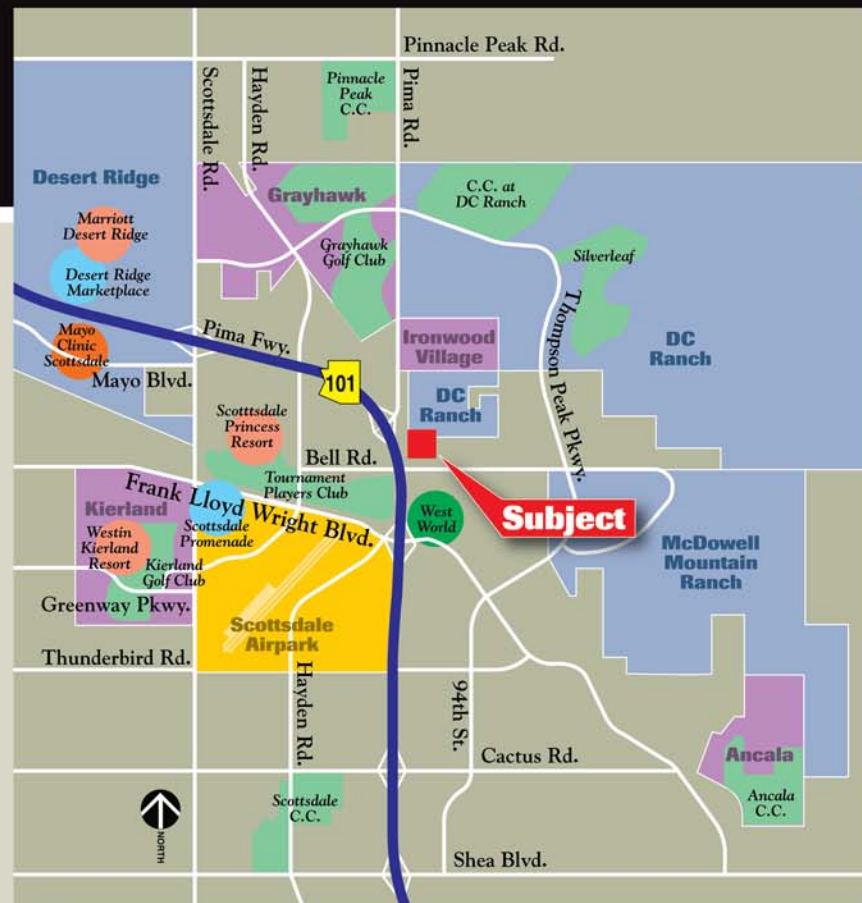 Pinnacle Peak Rd.
Scottsdale Rd.
Hayden Rd.
Pinnacle
Peak
C.C.
Pima Rd.
Desert Ridge
Grayhawk
C.C. at
DC Ranch
Marriott
Desert Ridge
Grayhawk
Golf Club
Silverleaf
Desert Ridge
Marketplace
Thompson Peak Pkwy.
Mayo
Clinic
Scottsdale
Pima Fwy.
Ironwood
Village
DC
Ranch
Mayo Blvd.
101
DC
Ranch
Scotttsdale
Princess
Resort
Bell Rd.
Tournament
Players Club
Kierland
Frank Lloyd Wright Blvd.
Scottsdale
Promenade
West
World
Subject
Westin
Kierland
Resort
Kierland
Golf Club
McDowell
Mountain
Ranch
Greenway Pkwy.
Scottsdale
Airpark
Thunderbird Rd.
Hayden Rd.
94th St.
Cactus Rd.
Ancala
Scottsdale
C.C.
Ancala
C.C.
NORTH
Shea Blvd.